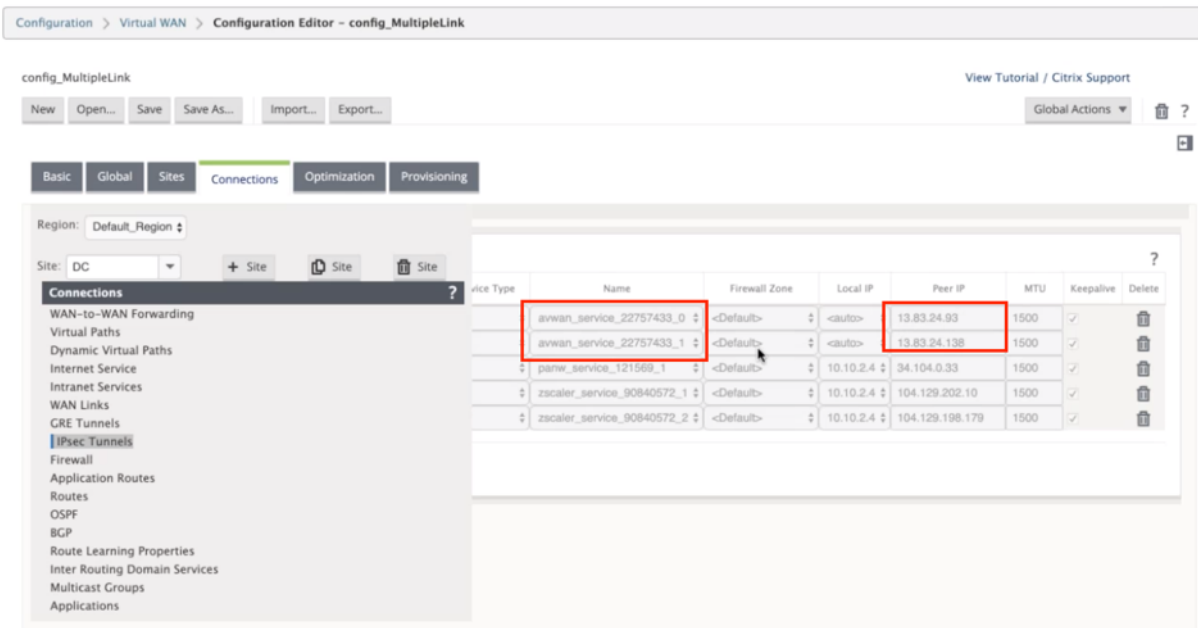 Configuration > Virtual WAN > Configuration Editor – config_MultipleLink
config_MultipleLink
View Tutorial / Citrix Support
New Open... Save Save As... Import... Export... Global Actions ?
Basic Global Sites Connections Optimization Provisioning
Region: Default_Region
?
Site: DC + Site Site Site
Connections ?
vice Type Name Firewall Zone Local IP Peer IP MTU Keepalive Delete
WAN-to-WAN Forwarding
avwan_service_22757433_0 <Default> <auto> 13.83.24.93 1500
Virtual Paths
avwan_service_22757433_1 <Default> <auto> 13.83.24.138 1500
Dynamic Virtual Paths
Internet Service
panw_service_121569_1 <Default> 10.10.2.4 34.104.0.33 1500
Intranet Services
zscaler_service_90840572_1 <Default> 10.10.2.4 104.129.202.10 1500
WAN Links
GRE Tunnels
zscaler_service_90840572_2 <Default> 10.10.2.4 104.129.198.179 1500
IPsec Tunnels
Firewall
Application Routes
Routes
OSPF
BGP
Route Learning Properties
Inter Routing Domain Services
Multicast Groups
Applications